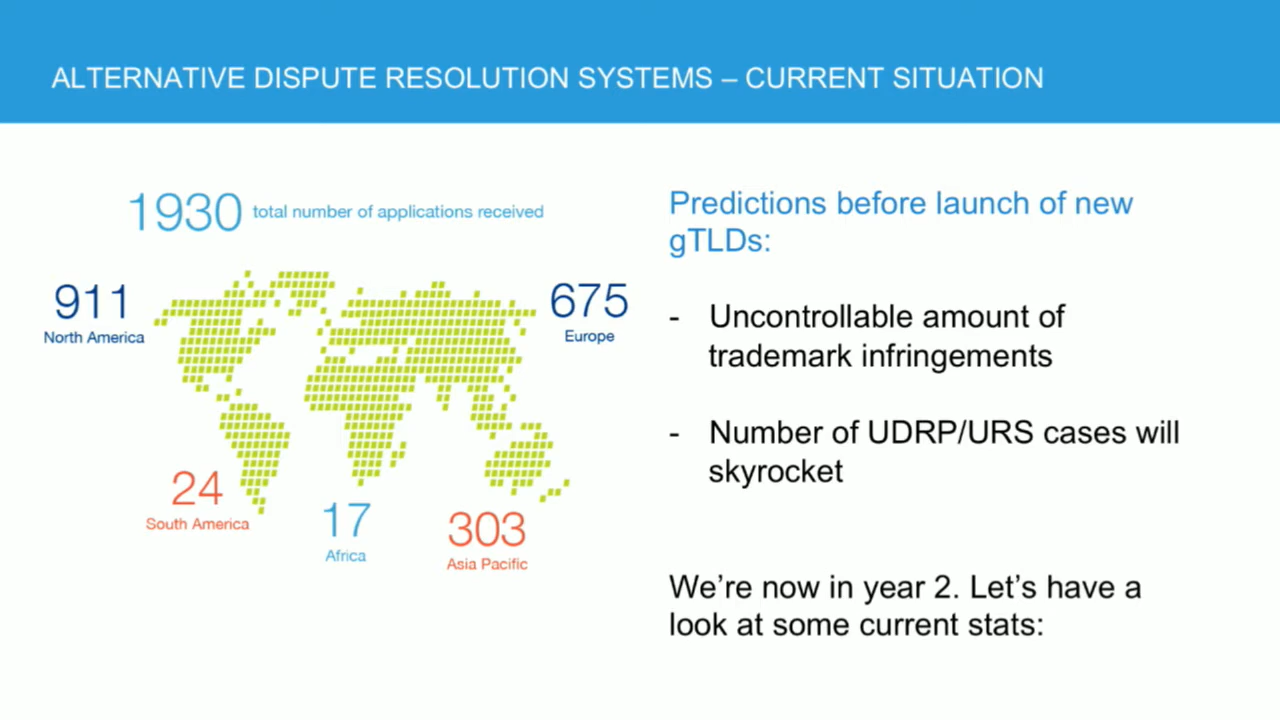 ALTERNATIVE DISPUTE RESOLUTION SYSTEMS – CURRENT SITUATION
1930 total number of applications received
911
North America
675
Europe
24
South America
17
Africa
303
Asia Pacific
Predictions before launch of new
gTLDs:
- Uncontrollable amount of
trademark infringements
- Number of UDRP/URS cases will
skyrocket
We’re now in year 2. Let’s have a
look at some current stats: